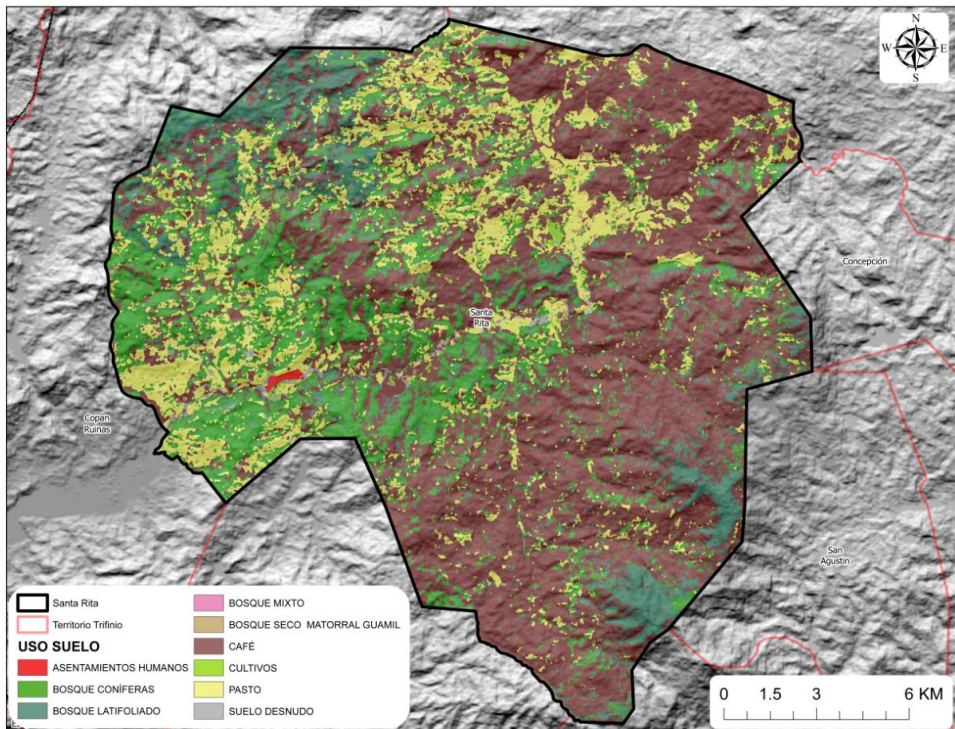 N
W
E
S
Concepción
Santa
Rita
Copan
Ruinas
San
Agustin
Santa Rita
Territorio Trifinio
USO SUELO
ASENTAMIENTOS HUMANOS
BOSQUE CONÍFERAS
BOSQUE LATIFOLIADO
BOSQUE MIXTO
BOSQUE SECO MATORRAL GUAMIL
CAFÉ
CULTIVOS
PASTO
SUELO DESNUDO
0 1.5 3 6 KM